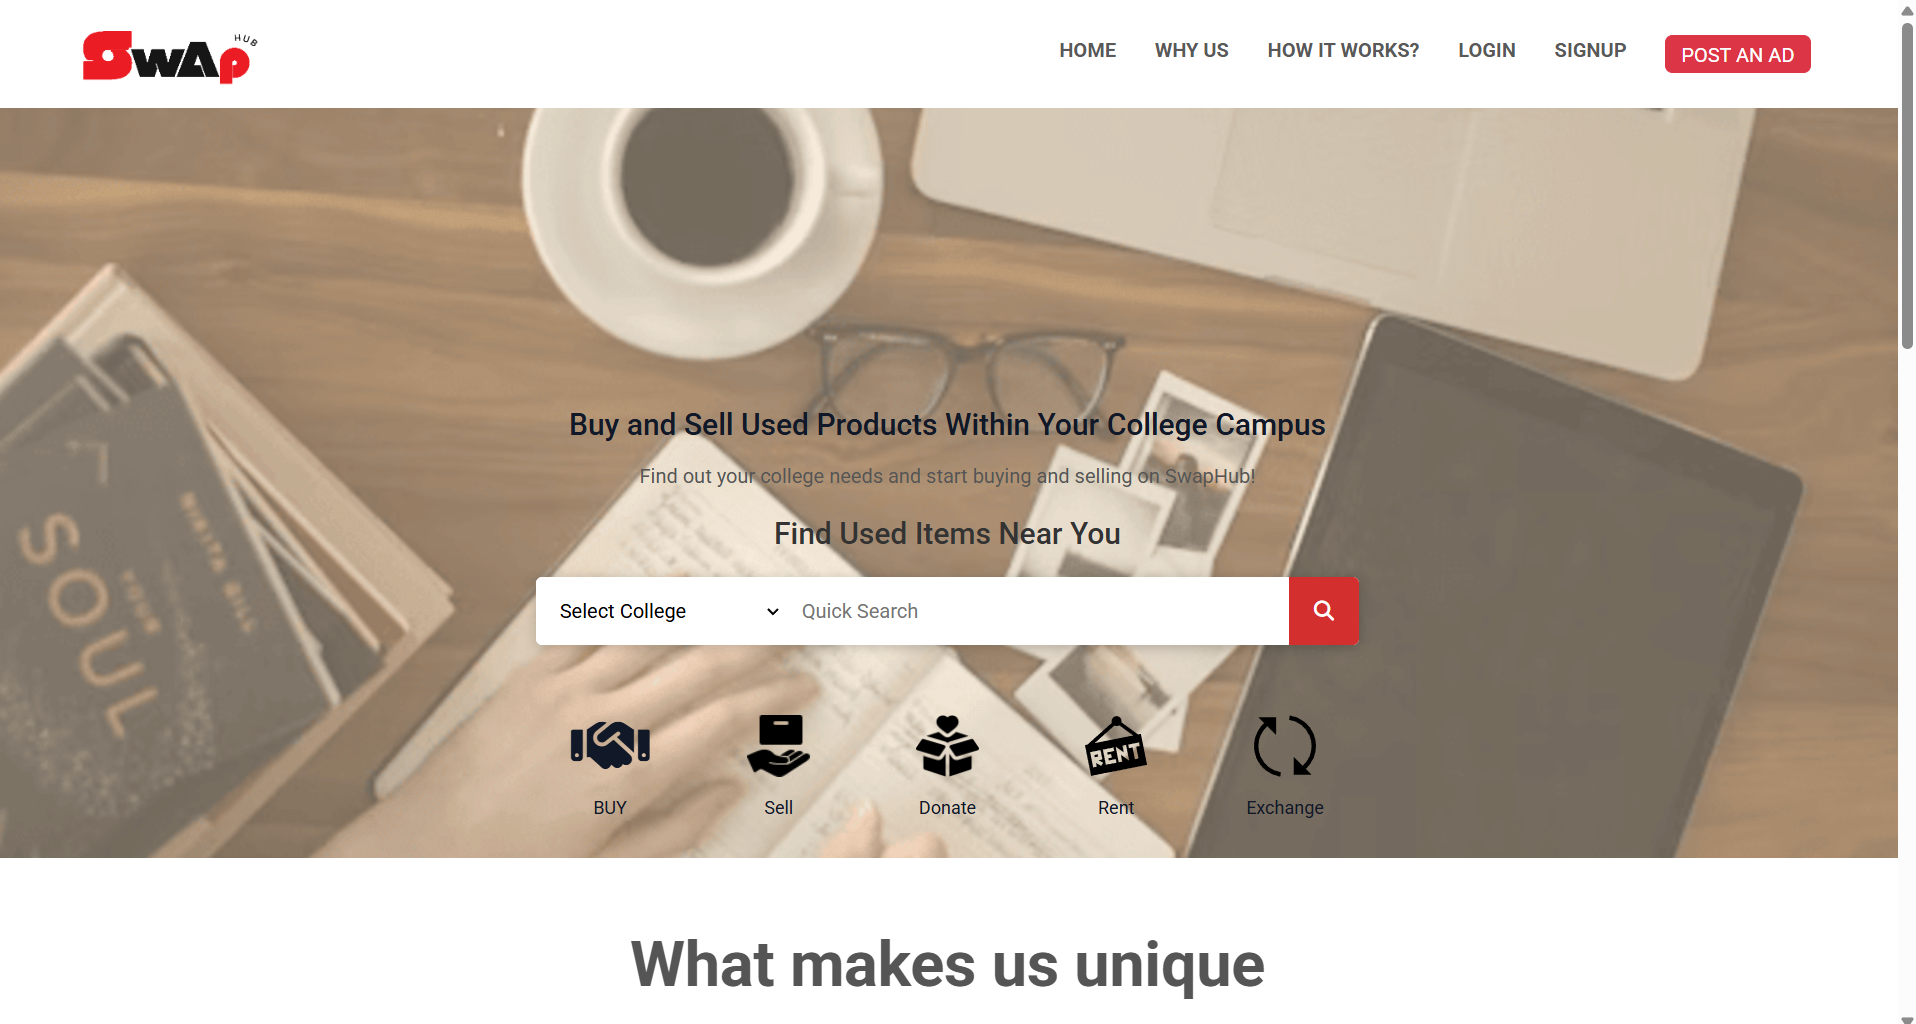 SwAp HUB
HOME WHY US HOW IT WORKS? LOGIN SIGNUP POST AN AD
Buy and Sell Used Products Within Your College Campus
Find out your college needs and start buying and selling on SwapHub!
Find Used Items Near You
Select College Quick Search
RENT
BUY Sell Donate Rent Exchange
YOUR
SOUL
What makes us unique